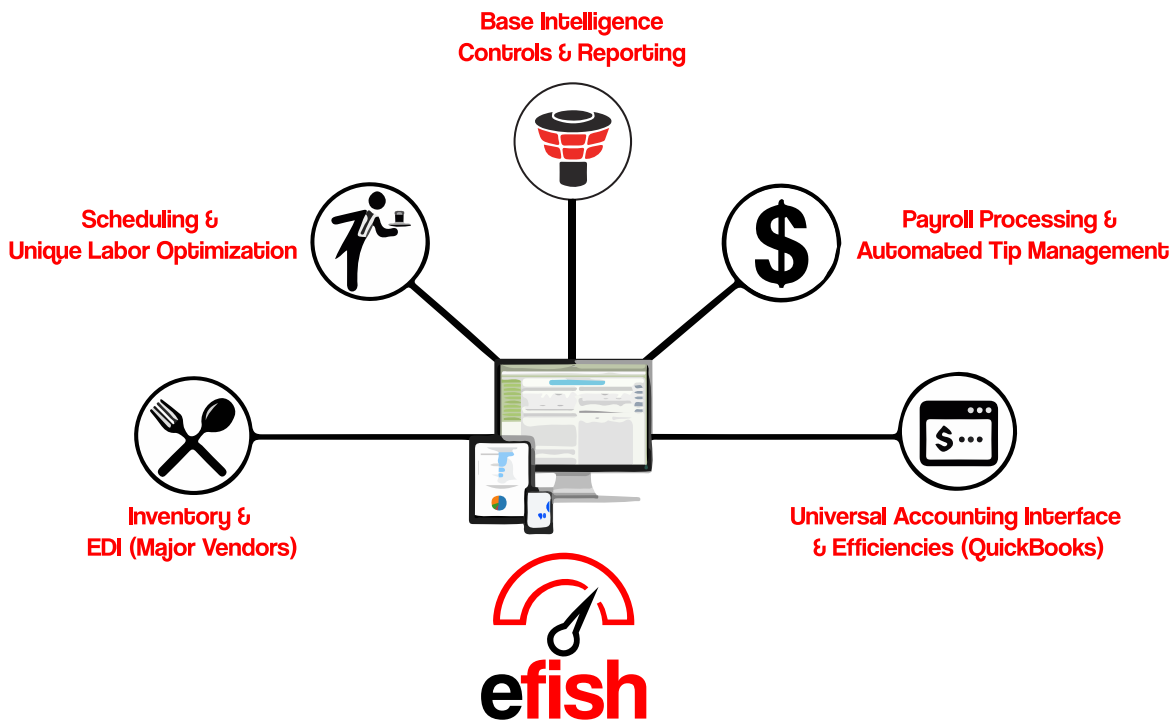 Base Intelligence
Controls & Reporting
Scheduling &
Unique Labor Optimization
Payroll Processing &
Automated Tip Management
$
$...
Inventory &
EDI (Major Vendors)
Universal Accounting Interface
& Efficiencies (QuickBooks)
efish